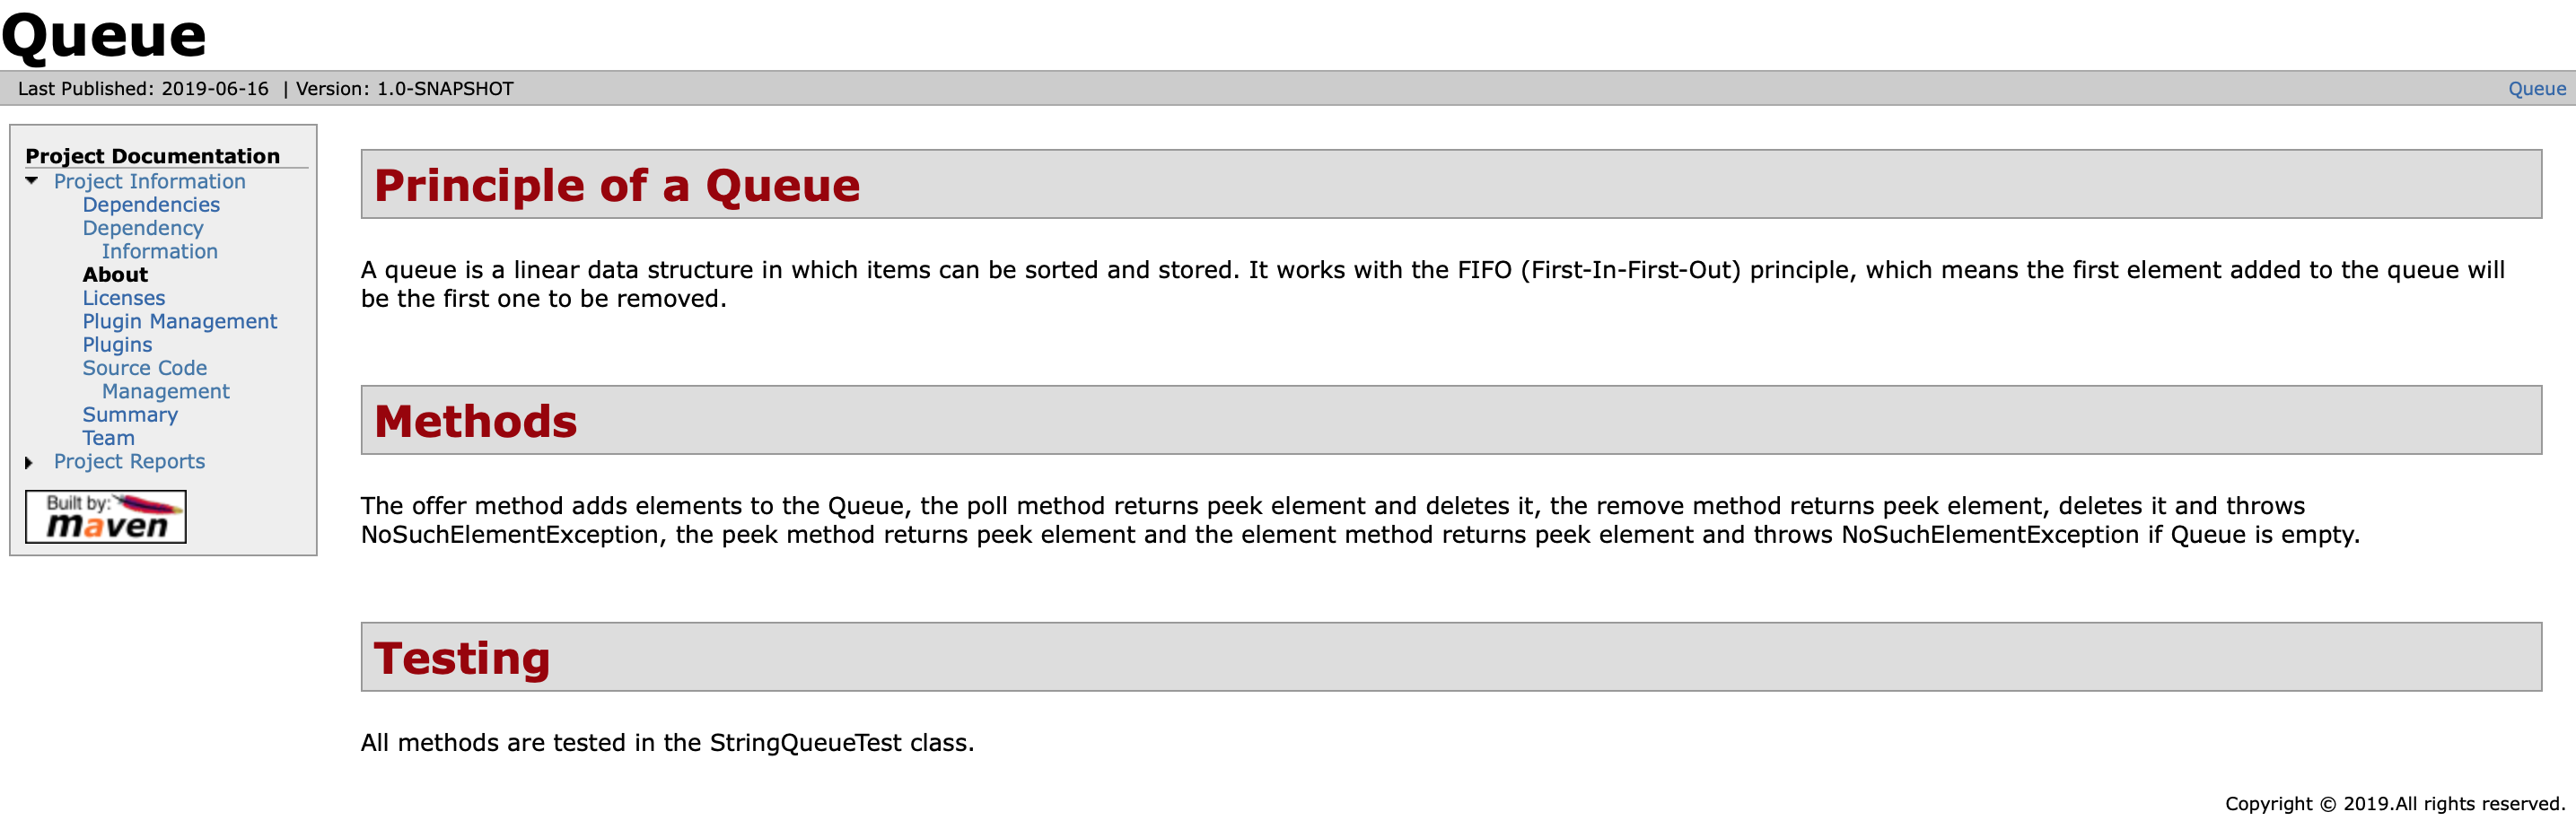 Queue
Last Published: 2019-06-16 | Version: 1.0-SNAPSHOT
Queue
Project Documentation
Project Information
Dependencies
Dependency
Information
About
Licenses
Plugin Management
Plugins
Source Code
Management
Summary
Team
Project Reports
Built by:
maven
Principle of a Queue
A queue is a linear data structure in which items can be sorted and stored. It works with the FIFO (First-In-First-Out) principle, which means the first element added to the queue will
be the first one to be removed.
Methods
The offer method adds elements to the Queue, the poll method returns peek element and deletes it, the remove method returns peek element, deletes it and throws
NoSuchElementException, the peek method returns peek element and the element method returns peek element and throws NoSuchElementException if Queue is empty.
Testing
All methods are tested in the StringQueueTest class.
Copyright © 2019.All rights reserved.